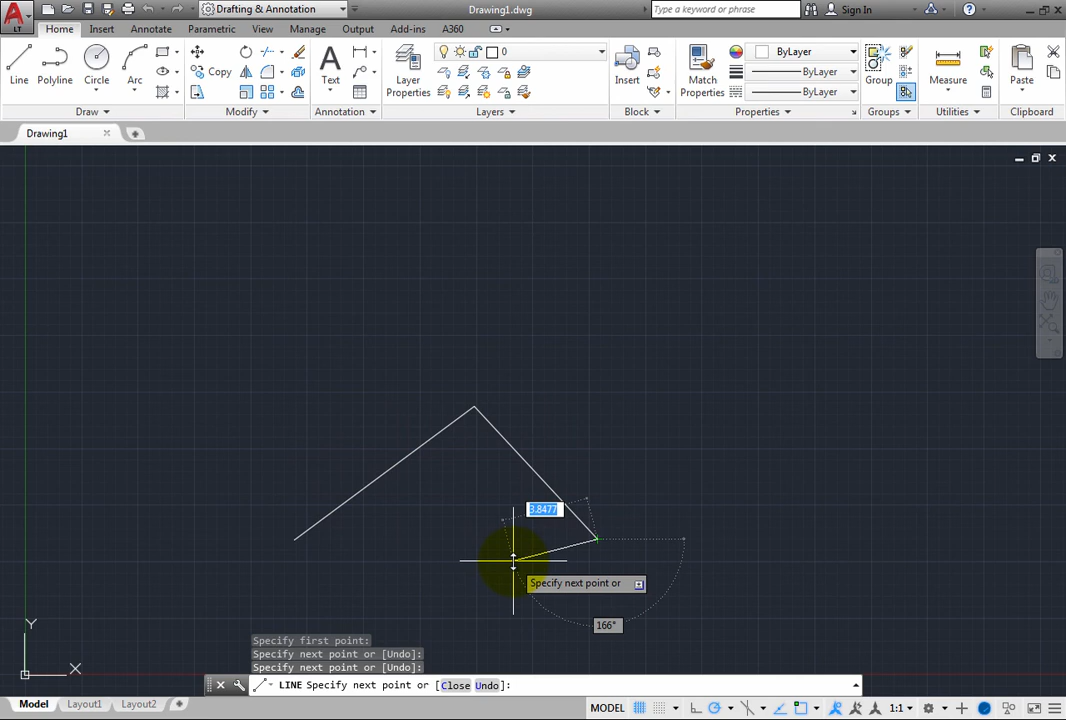 Drafting & Annotation
Drawing1.dwg
Type a keyword or phrase
Sign In
LT
Home Insert Annotate Parametric View Manage Output Add-ins A360
Line Polyline Circle Arc
Copy
Text
Layer Properties
0
Insert
Match Properties
ByLayer
ByLayer
ByLayer
Group
Measure
Paste
Draw Modify Annotation Layers Block Properties Groups Utilities Clipboard
Drawing1
3.8477
Specify next point or
166°
Y
X
Specify first point:
Specify next point or [Undo]:
Specify next point or [Undo]:
LINE Specify next point or [Close Undo]:
Model Layout1 Layout2
MODEL
1:1